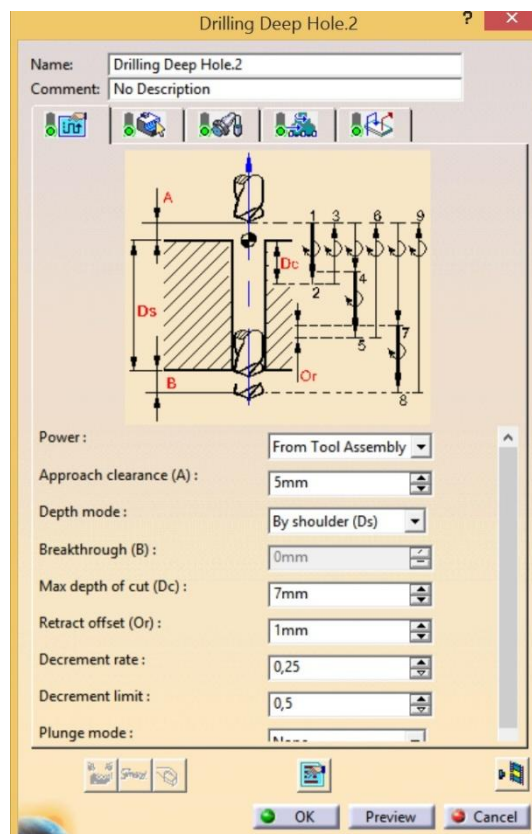 Drilling Deep Hole.2 ? ×
Name: Drilling Deep Hole.2
Comment: No Description
A
1 3 6 9
Dc
4
2
Ds
7
5
B
Or
8
Power : From Tool Assembly
Approach clearance (A) : 5mm
Depth mode : By shoulder (Ds)
Breakthrough (B) : 0mm
Max depth of cut (Dc) : 7mm
Retract offset (Or) : 1mm
Decrement rate : 0,25
Decrement limit : 0,5
Plunge mode : None
OK Preview Cancel